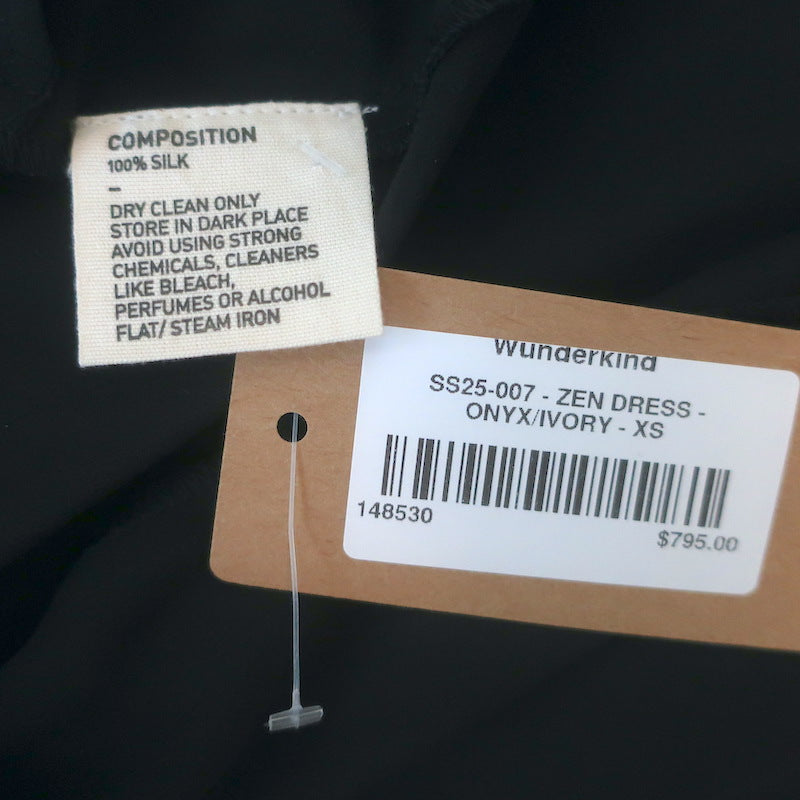 COMPOSITION
100% SILK
–
DRY CLEAN ONLY
STORE IN DARK PLACE
AVOID USING STRONG
CHEMICALS, CLEANERS
LIKE BLEACH,
PERFUMES OR ALCOHOL
FLAT/ STEAM IRON
Wunderkind
SS25-007 - ZEN DRESS -
ONYX/IVORY - XS
148530
$795.00